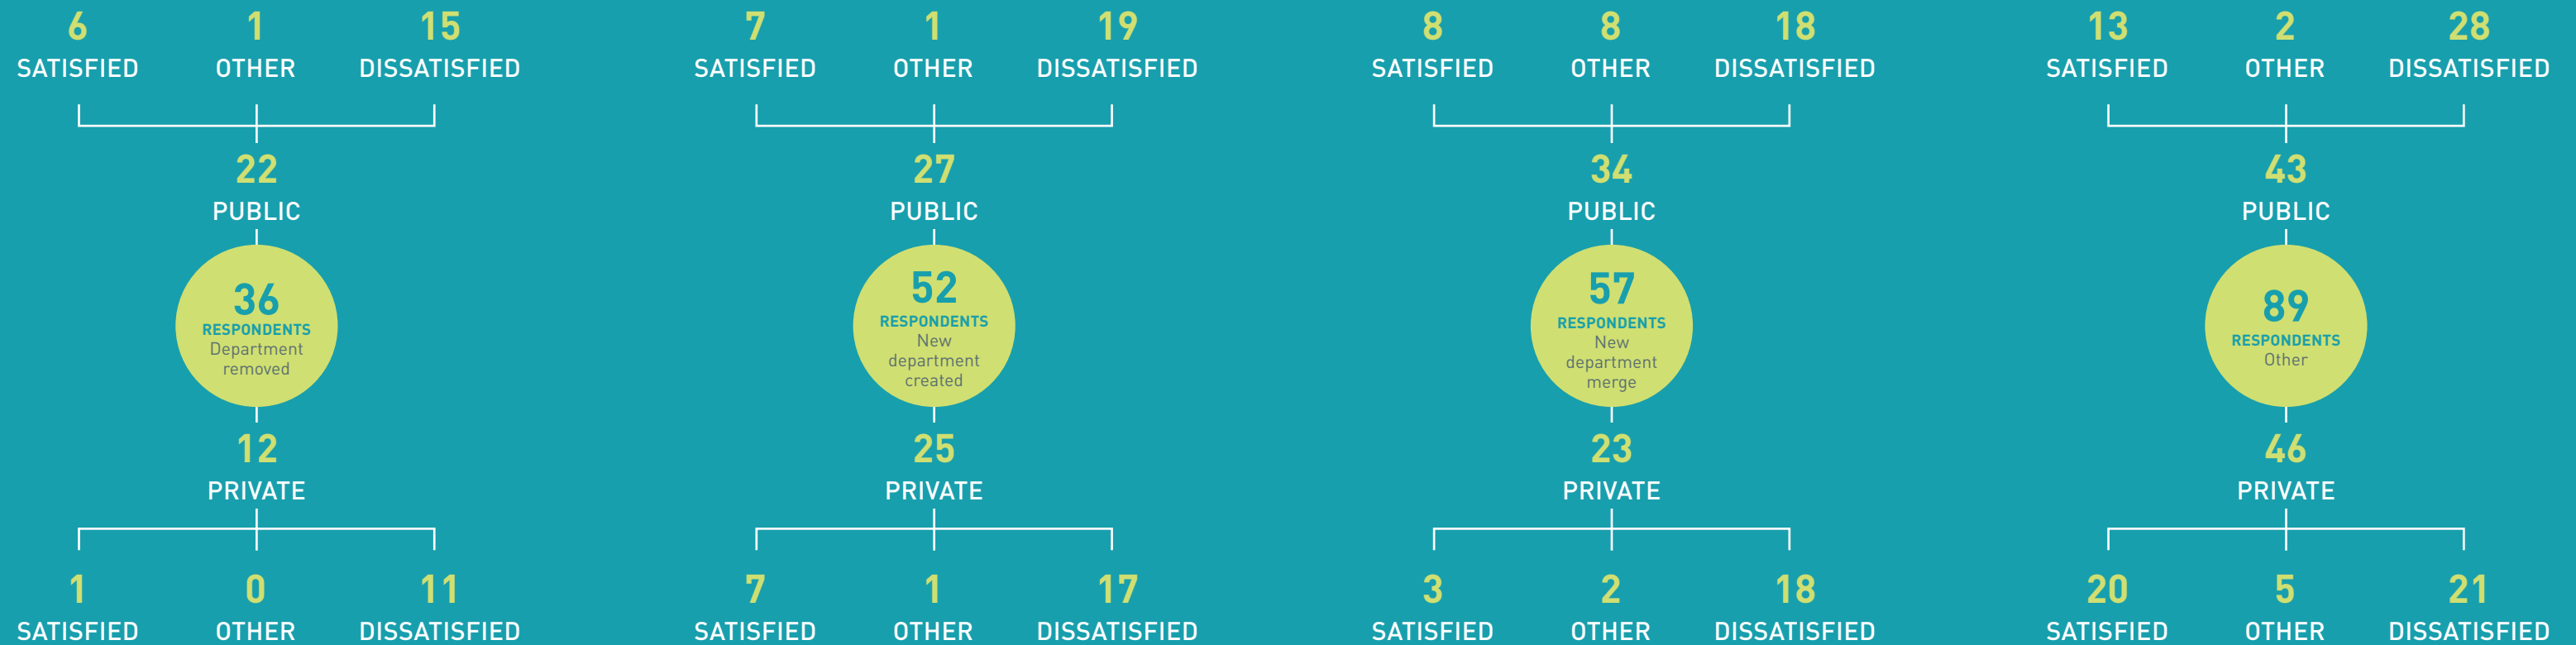 6 1 15
SATISFIED OTHER DISSATISFIED
22
PUBLIC
36
RESPONDENTS
Department
removed
12
PRIVATE
1 0 11
SATISFIED OTHER DISSATISFIED
7 1 19
SATISFIED OTHER DISSATISFIED
27
PUBLIC
52
RESPONDENTS
New
department
created
25
PRIVATE
7 1 17
SATISFIED OTHER DISSATISFIED
8 8 18
SATISFIED OTHER DISSATISFIED
34
PUBLIC
57
RESPONDENTS
New
department
merge
23
PRIVATE
3 2 18
SATISFIED OTHER DISSATISFIED
13 2 28
SATISFIED OTHER DISSATISFIED
43
PUBLIC
89
RESPONDENTS
Other
46
PRIVATE
20 5 21
SATISFIED OTHER DISSATISFIED